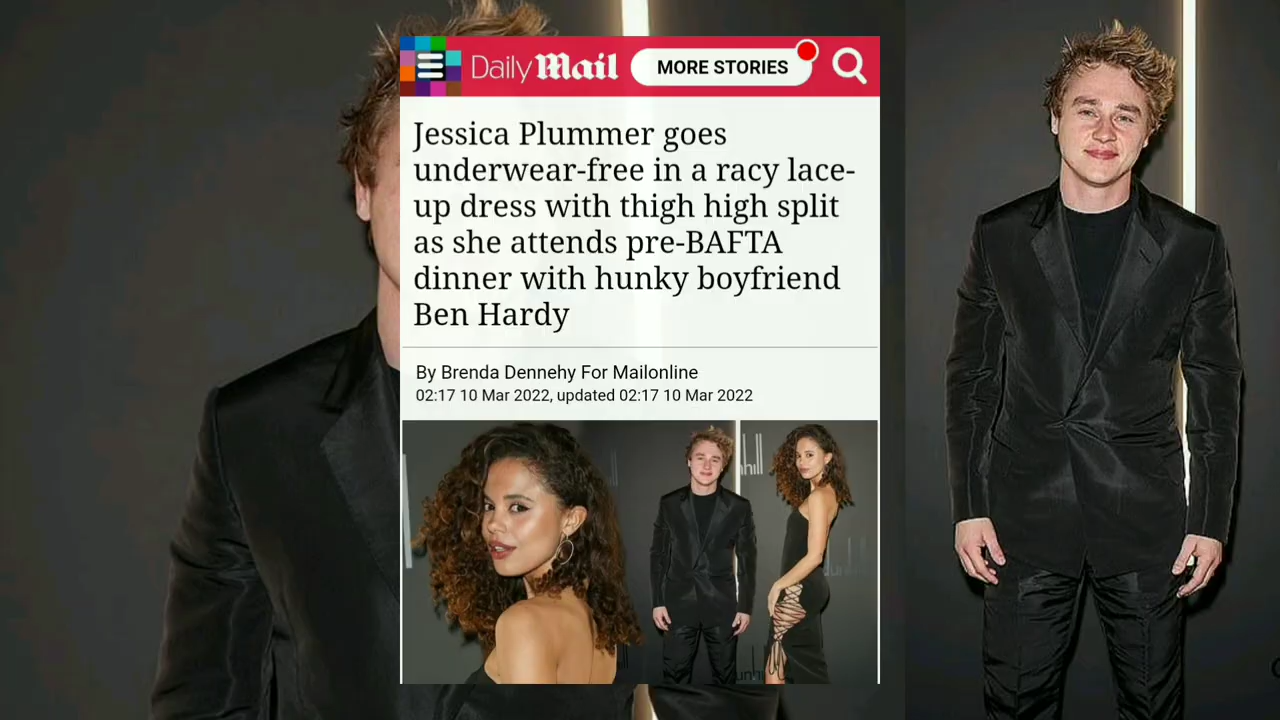 Daily Mail
MORE STORIES
Jessica Plummer goes
underwear-free in a racy lace-
up dress with thigh high split
as she attends pre-BAFTA
dinner with hunky boyfriend
Ben Hardy
By Brenda Dennehy For Mailonline
02:17 10 Mar 2022, updated 02:17 10 Mar 2022